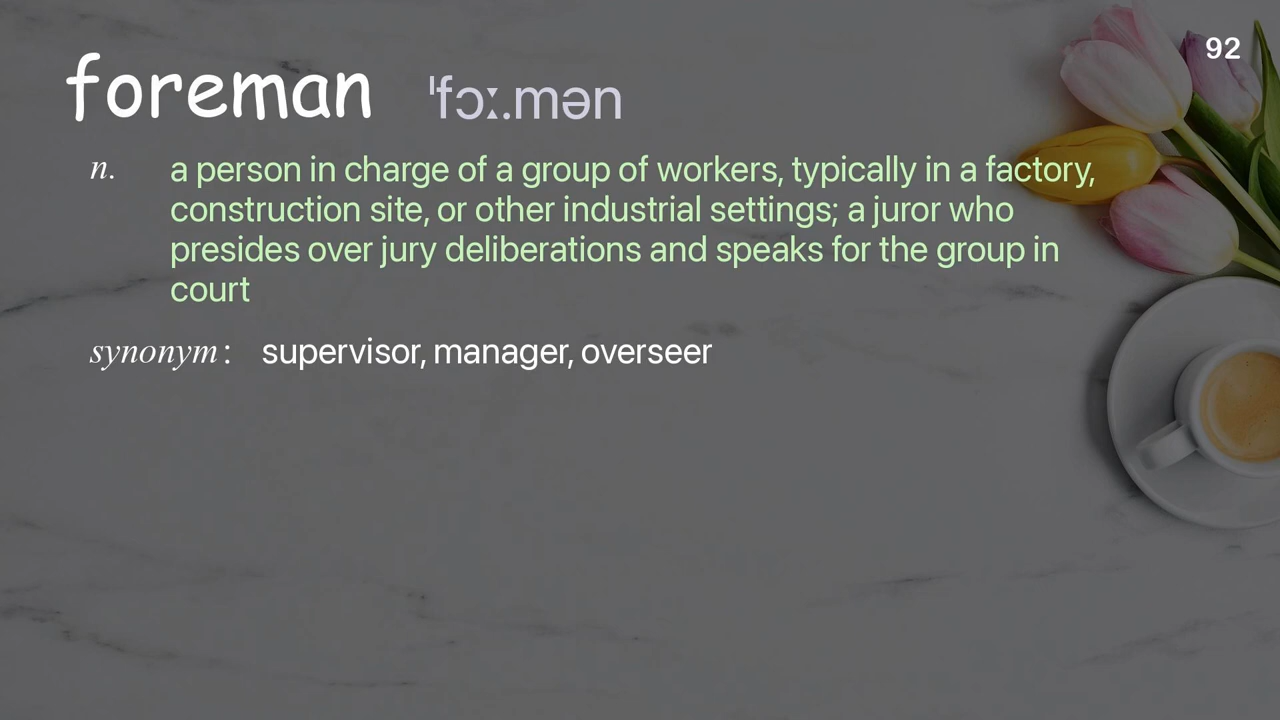 92
foreman ˈfɔː.mən
n. a person in charge of a group of workers, typically in a factory,
construction site, or other industrial settings; a juror who
presides over jury deliberations and speaks for the group in
court
synonym: supervisor, manager, overseer